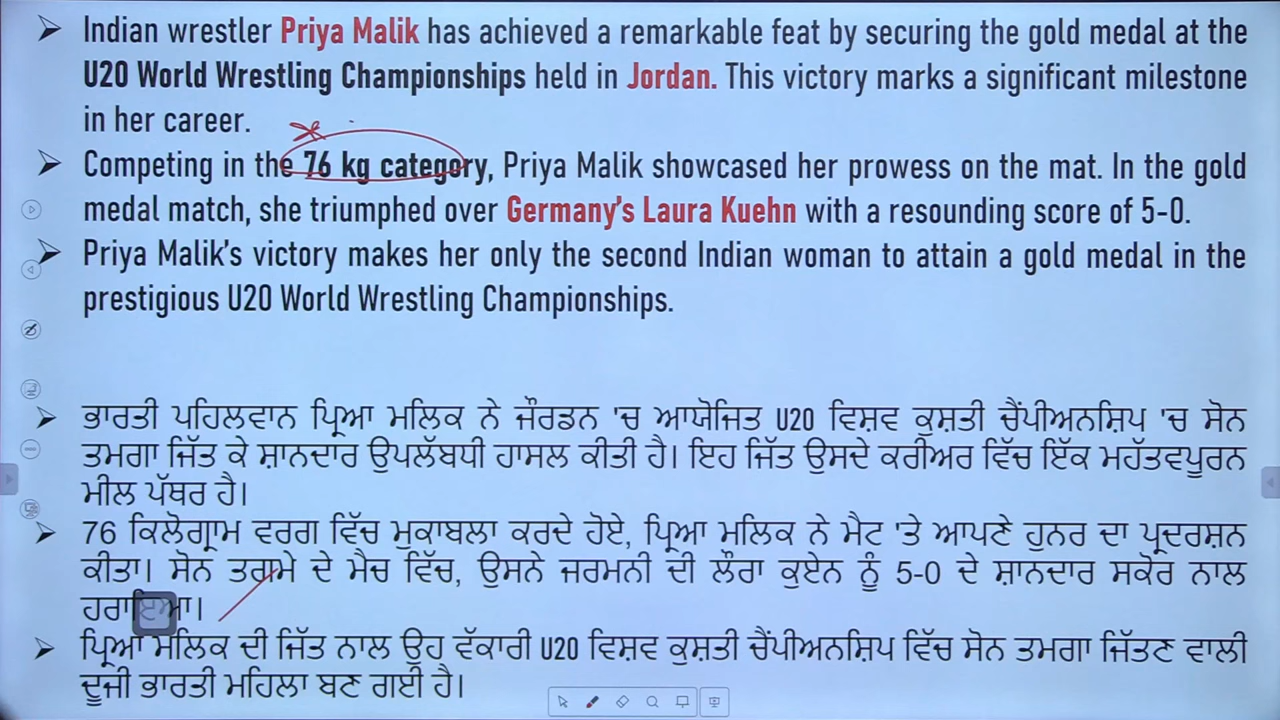 Indian wrestler Priya Malik has achieved a remarkable feat by securing the gold medal at the
U20 World Wrestling Championships held in Jordan. This victory marks a significant milestone
in her career.
Competing in the 76 kg category, Priya Malik showcased her prowess on the mat. In the gold
medal match, she triumphed over Germany's Laura Kuehn with a resounding score of 5-0.
Priya Malik's victory makes her only the second Indian woman to attain a gold medal in the
prestigious U20 World Wrestling Championships.
ਭਾਰਤੀ ਪਹਿਲਵਾਨ ਪ੍ਰਿਆ ਮਲਿਕ ਨੇ ਜੌਰਡਨ 'ਚ ਆਯੋਜਿਤ U20 ਵਿਸ਼ਵ ਕੁਸ਼ਤੀ ਚੈਂਪੀਅਨਸ਼ਿਪ 'ਚ ਸੋਨ
ਤਮਗਾ ਜਿੱਤ ਕੇ ਸ਼ਾਨਦਾਰ ਉਪਲੱਬਧੀ ਹਾਸਲ ਕੀਤੀ ਹੈ। ਇਹ ਜਿੱਤ ਉਸਦੇ ਕਰੀਅਰ ਵਿੱਚ ਇੱਕ ਮਹੱਤਵਪੂਰਨ
ਮੀਲ ਪੱਥਰ ਹੈ।
76 ਕਿਲੋਗ੍ਰਾਮ ਵਰਗ ਵਿੱਚ ਮੁਕਾਬਲਾ ਕਰਦੇ ਹੋਏ, ਪ੍ਰਿਆ ਮਲਿਕ ਨੇ ਮੈਟ 'ਤੇ ਆਪਣੇ ਹੁਨਰ ਦਾ ਪ੍ਰਦਰਸ਼ਨ
ਕੀਤਾ। ਸੋਨ ਤਗਮੇ ਦੇ ਮੈਚ ਵਿੱਚ, ਉਸਨੇ ਜਰਮਨੀ ਦੀ ਲੌਰਾ ਕੁਏਨ ਨੂੰ 5-0 ਦੇ ਸ਼ਾਨਦਾਰ ਸਕੋਰ ਨਾਲ
ਹਰਾਇਆ।
ਪ੍ਰਿਆ ਮਲਿਕ ਦੀ ਜਿੱਤ ਨਾਲ ਉਹ ਵੱਕਾਰੀ U20 ਵਿਸ਼ਵ ਕੁਸ਼ਤੀ ਚੈਂਪੀਅਨਸ਼ਿਪ ਵਿੱਚ ਸੋਨ ਤਮਗਾ ਜਿੱਤਣ ਵਾਲੀ
ਦੂਜੀ ਭਾਰਤੀ ਮਹਿਲਾ ਬਣ ਗਈ ਹੈ।